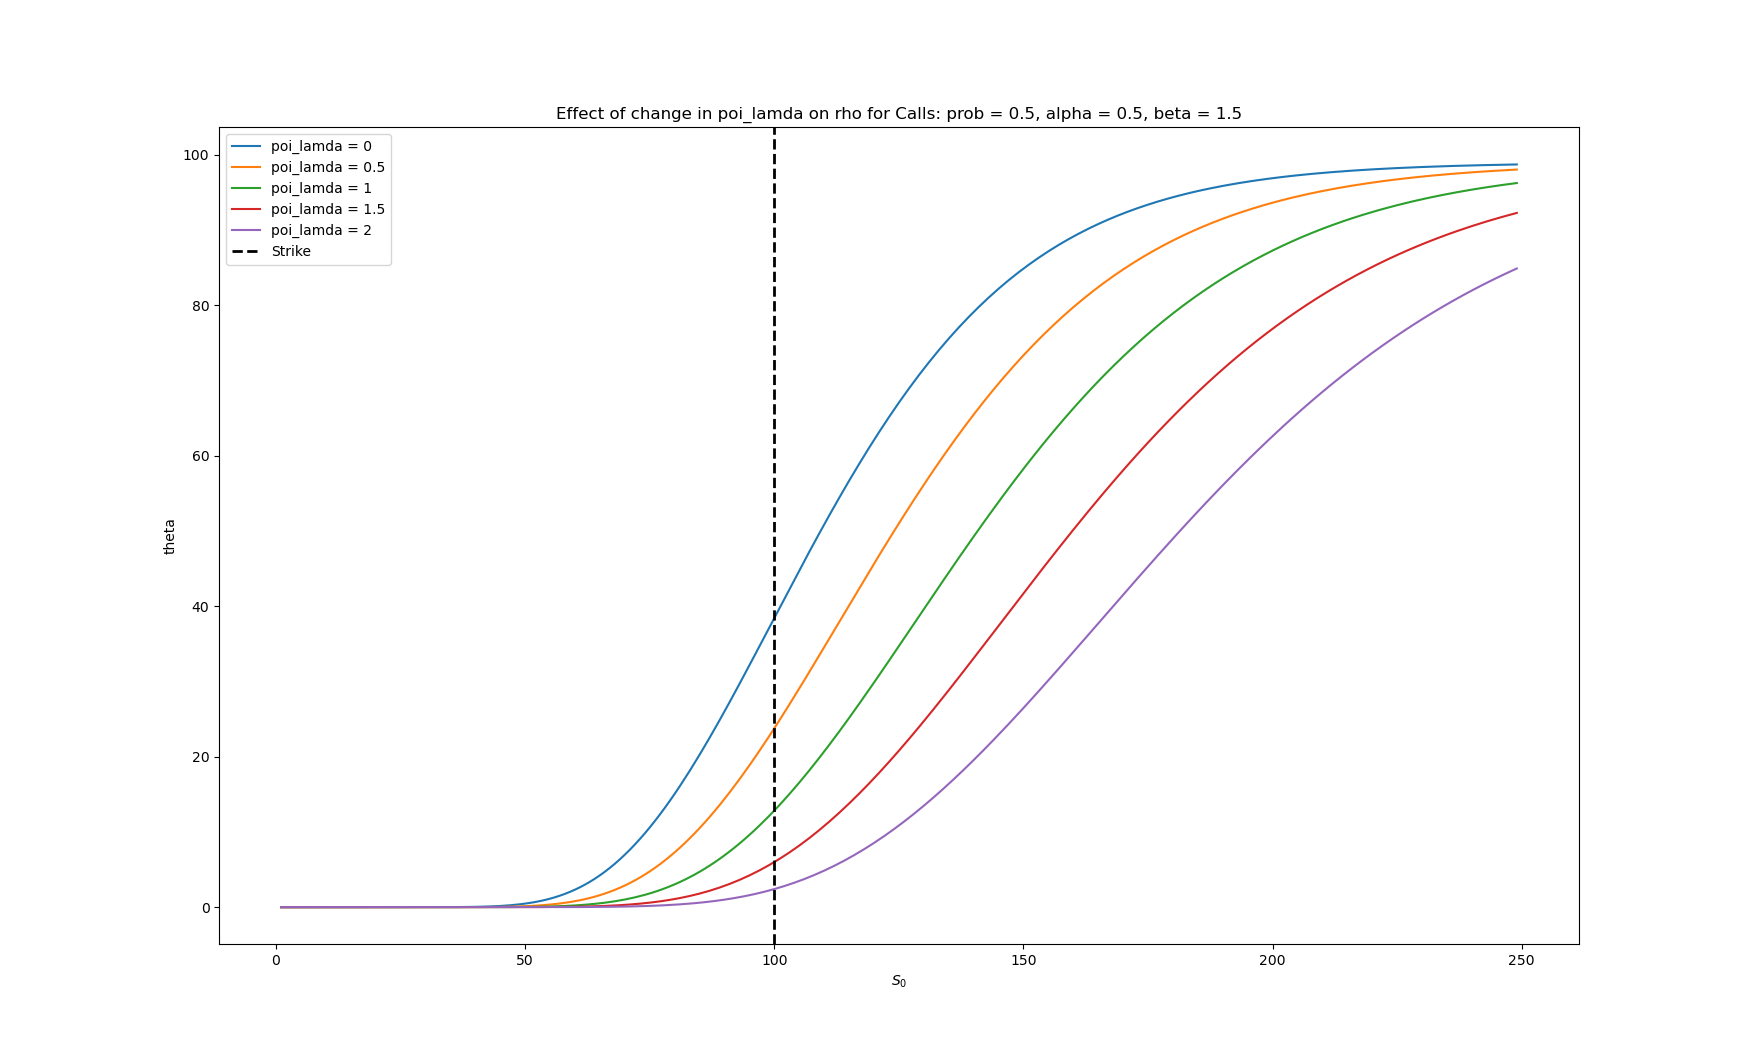 Effect of change in poi_lamda on rho for Calls: prob = 0.5, alpha = 0.5, beta = 1.5
poi_lamda = 0
poi_lamda = 0.5
poi_lamda = 1
poi_lamda = 1.5
poi_lamda = 2
Strike
100
80
60
40
20
0
theta
0 50 100 150 200 250
S₀